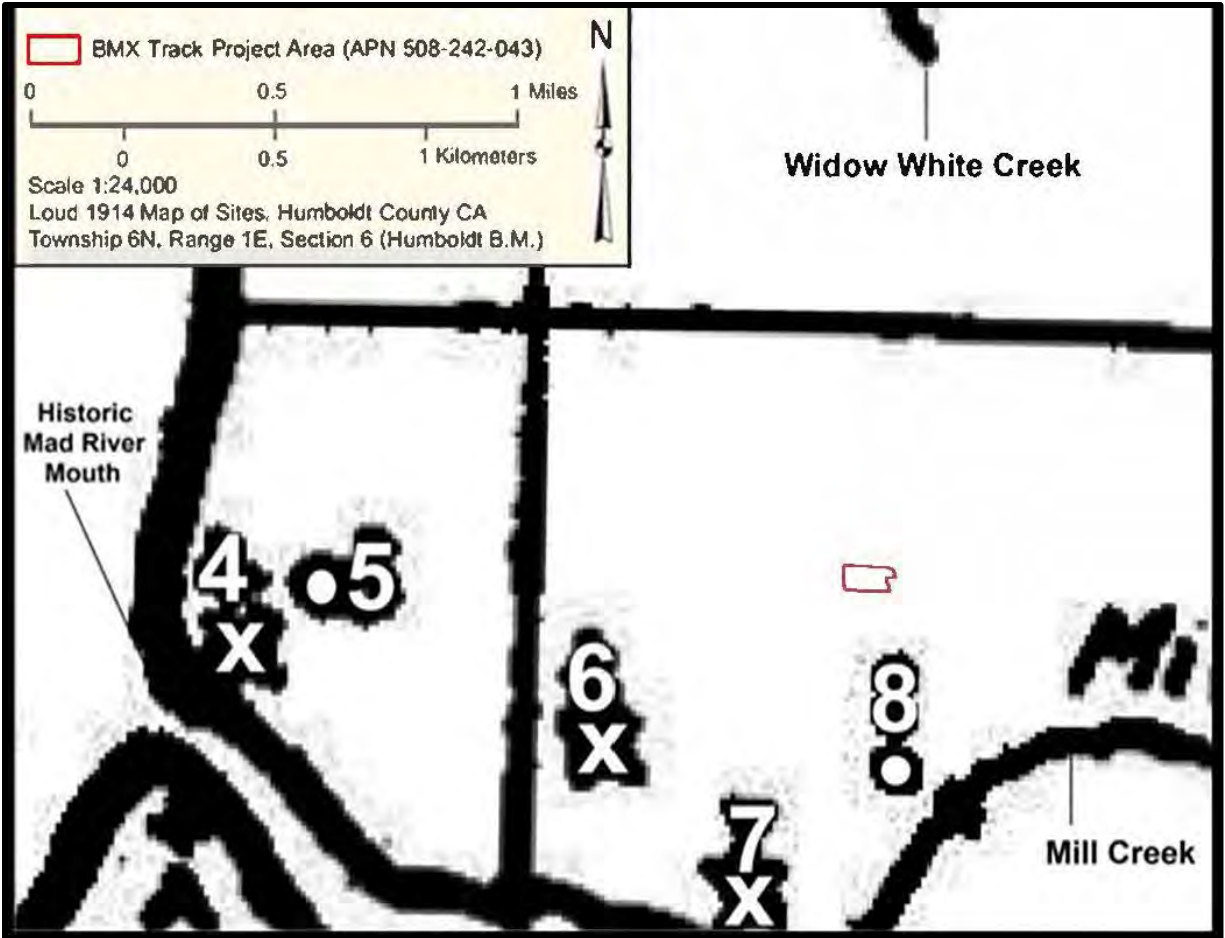 BMX Track Project Area (APN 508-242-043)
N
0 0.5 1 Miles
0 0.5 1 Kilometers
Scale 1:24,000
Loud 1914 Map of Sites, Humboldt County CA
Township 6N, Range 1E, Section 6 (Humboldt B.M.)
Widow White Creek
Historic
Mad River
Mouth
4
5
X
6
X
8
Mi
7
X
Mill Creek